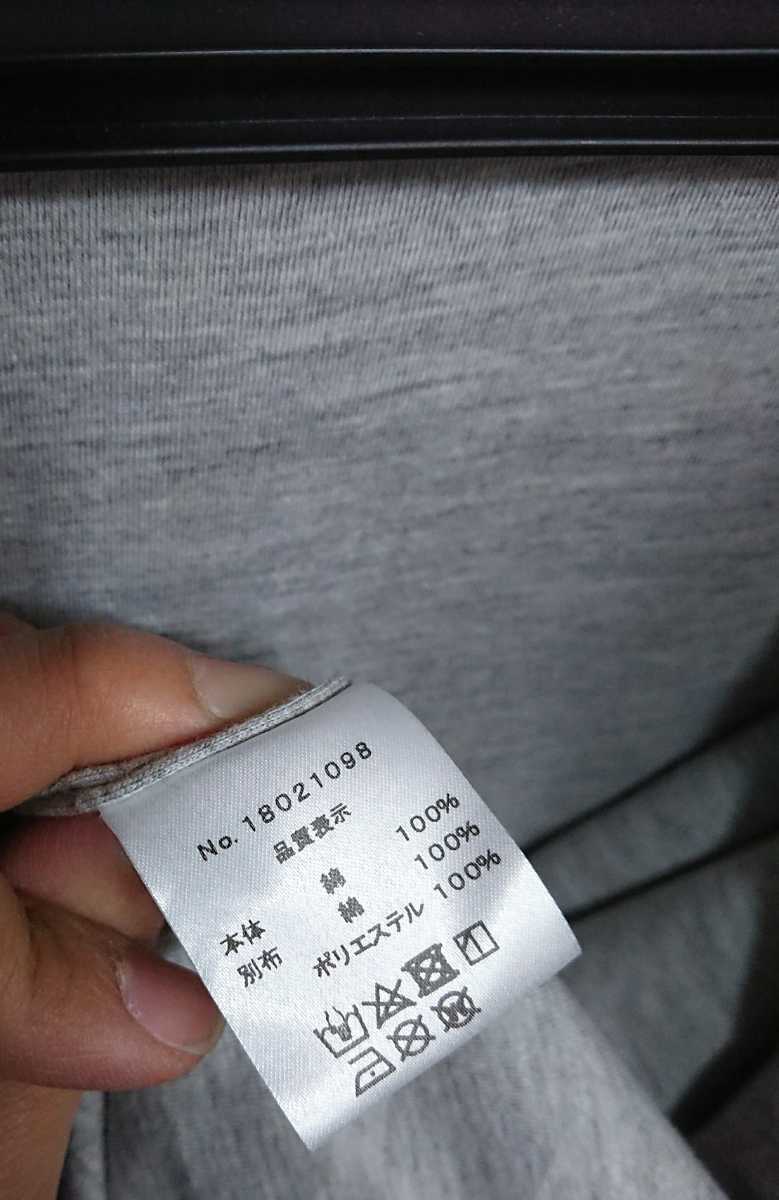 No.18021098
品質表示
本体 綿 100%
別布 綿 100%
ポリエステル 100%